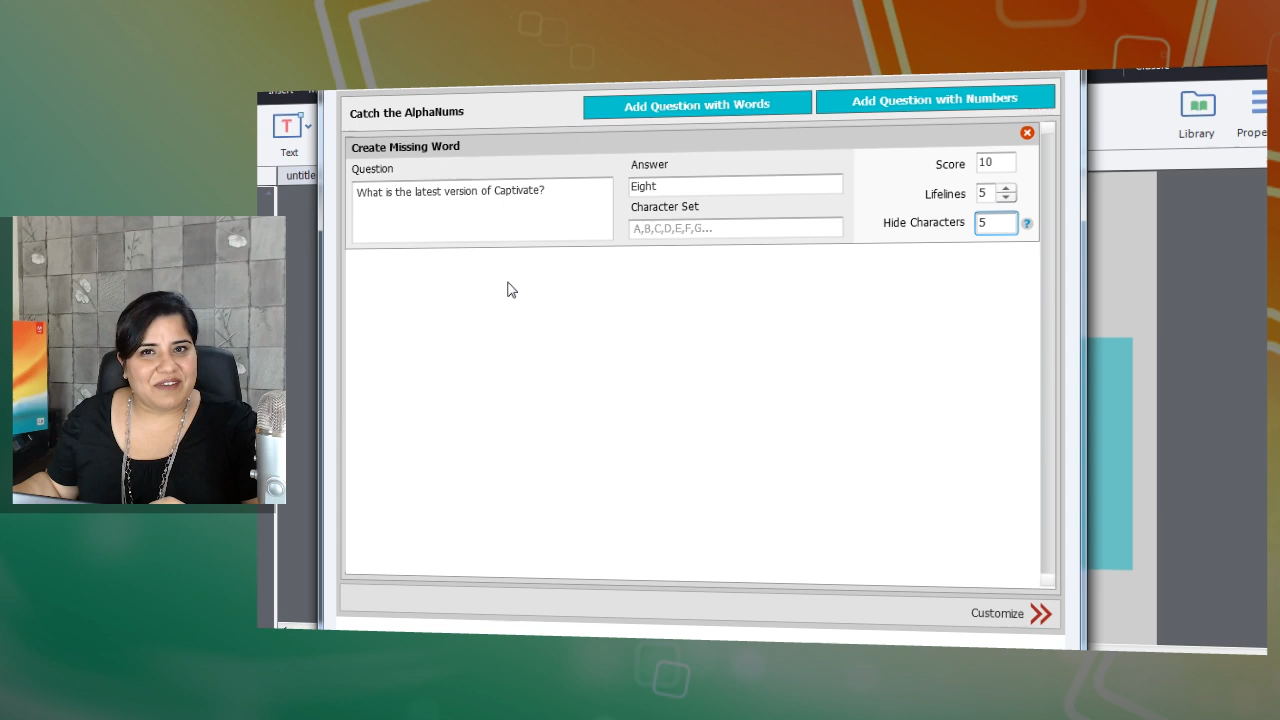 Insert
Classic
Text
untitle
Library
Prope
Catch the AlphaNums
Add Question with Words
Add Question with Numbers
Create Missing Word
Question
What is the latest version of Captivate?
Answer
Eight
Character Set
A,B,C,D,E,F,G...
Score
10
Lifelines
5
Hide Characters
5
?
Customize